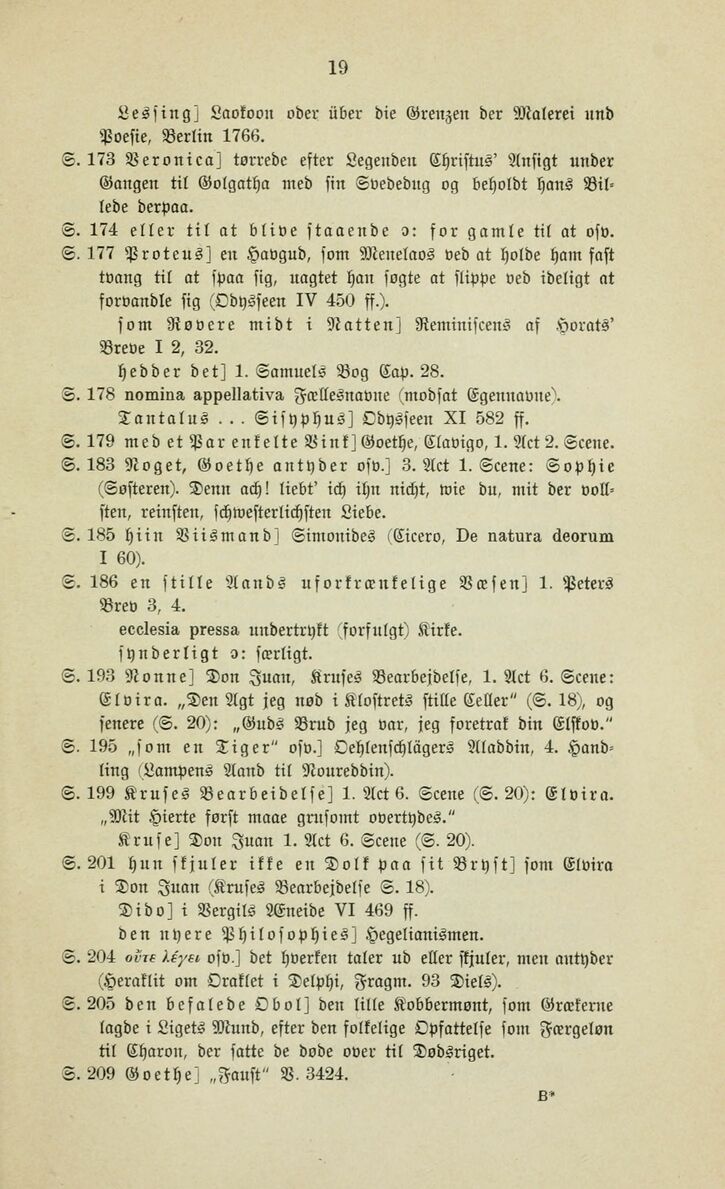 19
Lessing] Laokoon oder über die Grenzen der Malerei und
Poesie, Berlin 1766.
S. 173 Veronica] tørrede efter Legenden Christus' Ansigt under
Gangen til Golgatha med sin Svededug og beholdt hans Bil=
lede derpaa.
S. 174 eller til at blive staaende ɔ: for gamle til at osv.
S. 177 Proteus] en Havgud, som Menelaos ved at holde ham fast
tvang til at spaa sig, uagtet han søgte at slippe ved ideligt at
forvandle sig (Odysseen IV 450 ff.).
som Røvere midt i Natten] Reminiscens af Horats'
Breve I 2, 32.
hedder det] 1. Samuels Bog Cap. 28.
S. 178 nomina appellativa Fællesnavne (modsat Egennavne).
Tantalus ... Sisyphus] Odysseen XI 582 ff.
S. 179 med et Par enkelte Vink] Goethe, Clavigo, 1. Act 2. Scene.
S. 183 Noget, Goethe antyder osv.] 3. Act 1. Scene: Sophie
(Søsteren). Denn ach! liebt' ich ihn nicht, wie du, mit der voll=
sten, reinsten, schwesterlichsten Liebe.
S. 185 hiin Viismand] Simonides (Cicero, De natura deorum
I 60).
S. 186 en stille Aands uforkrænkelige Væsen] 1. Peters
Brev 3, 4.
ecclesia pressa undertrykt (forfulgt) Kirke.
synderligt ɔ: særligt.
S. 193 Nonne] Don Juan, Kruses Bearbejdelse, 1. Act 6. Scene:
Elvira. „Den Agt jeg nød i Klostrets stille Celler" (S. 18), og
senere (S. 20): „Guds Brud jeg var, jeg foretrak din Elskov."
S. 195 „som en Tiger" osv.] Oehlenschlägers Alladdin, 4. Hand=
ling (Lampens Aand til Noureddin).
S. 199 Kruses Bearbeidelse] 1. Act 6. Scene (S. 20): Elvira.
„Mit Hierte først maae grusomt overtydes."
Kruse] Don Juan 1. Act 6. Scene (S. 20).
S. 201 hun skjuler ikke en Dolk paa sit Bryst] som Elvira
i Don Juan (Kruses Bearbejdelse S. 18).
Dido] i Vergils Æneide VI 469 ff.
den nyere Philosophies] Hegelianismen.
S. 204 οὔτε λέγει osv.] det hverken taler ud eller skjuler, men antyder
(Heraklit om Oraklet i Delphi, Fragm. 93 Diels).
S. 205 den befalede Obol] den lille Kobbermønt, som Grækerne
lagde i Ligets Mund, efter den folkelige Opfattelse som Færgeløn
til Charon, der satte de døde over til Dødsriget.
S. 209 Goethe] „Faust" V. 3424.
B*